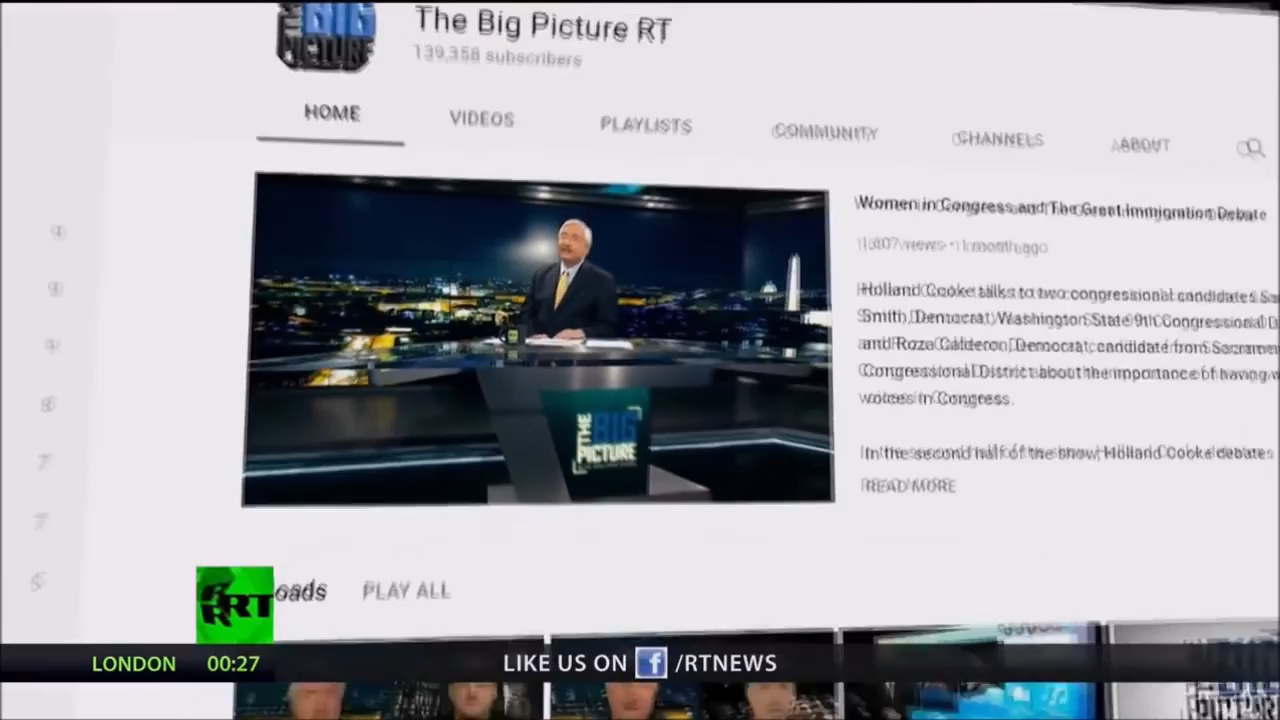 THE BIG PICTURE
The Big Picture RT
139,358 subscribers
HOME
VIDEOS
PLAYLISTS
COMMUNITY
CHANNELS
ABOUT
Women in Congress and The Great Immigration Debate
views • 1 month ago
Holland Cooke talks to two congressional candidates
Smith, Democrat, Washington State 9th Congressional
and Roza Calderon, Democrat, candidate from
Congressional District about the importance of having
voices in Congress.
In the second half of the show, Holland Cooke debates
READ MORE
THE BIG PICTURE
oads
PLAY ALL
RT
LONDON 00:27
LIKE US ON f /RTNEWS